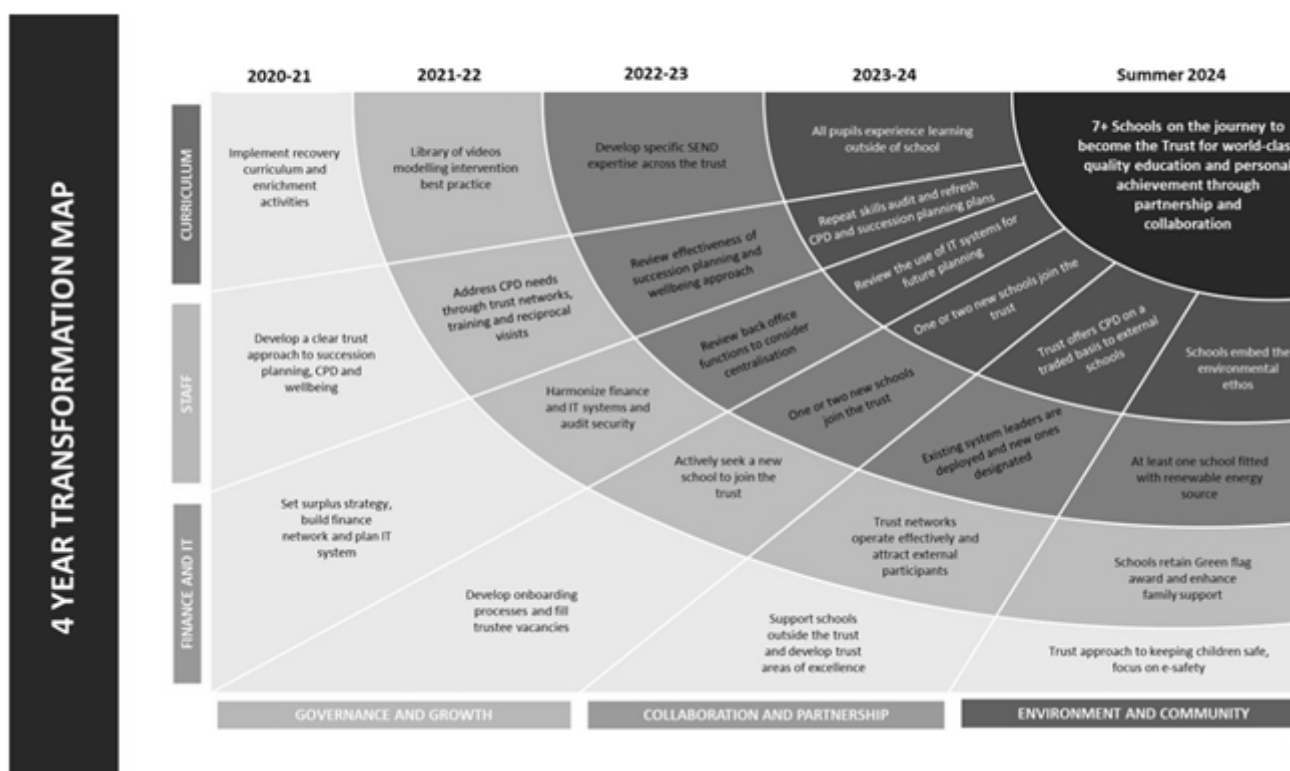 4 YEAR TRANSFORMATION MAP
2020-21
2021-22
2022-23
2023-24
Summer 2024
CURRICULUM
Implement recovery
curriculum and
enrichment
activities
Library of videos
modelling intervention
best practice
Develop specific SEND
expertise across the trust
All pupils experience learning
outside of school
7+ Schools on the journey to
become the Trust for world-clas
quality education and personal
achievement through
partnership and
collaboration
STAFF
Develop a clear trust
approach to succession
planning, CPD and
wellbeing
Address CPD needs
through trust networks,
training and reciprocal
visists
Review effectiveness of
succession planning and
wellbeing approach
Repeat skills audit and refresh
CPD and succession planning plans
FINANCE AND IT
Set surplus strategy,
build finance
network and plan IT
system
Harmonize finance
and IT systems and
audit security
Review back office
functions to consider
centralisation
Review the use of IT systems for
future planning
Develop onboarding
processes and fill
trustee vacancies
Actively seek a new
school to join the
trust
One or two new schools
join the trust
One or two new schools join the
trust
Support schools
outside the trust
and develop trust
areas of excellence
Trust networks
operate effectively and
attract external
participants
Existing system leaders are
deployed and new ones
designated
Trust offers CPD on a
traded basis to external
schools
Trust approach to keeping children safe,
focus on e-safety
Schools retain Green flag
award and enhance
family support
At least one school fitted
with renewable energy
source
Schools embed the
environmental
ethos
GOVERNANCE AND GROWTH
COLLABORATION AND PARTNERSHIP
ENVIRONMENT AND COMMUNITY